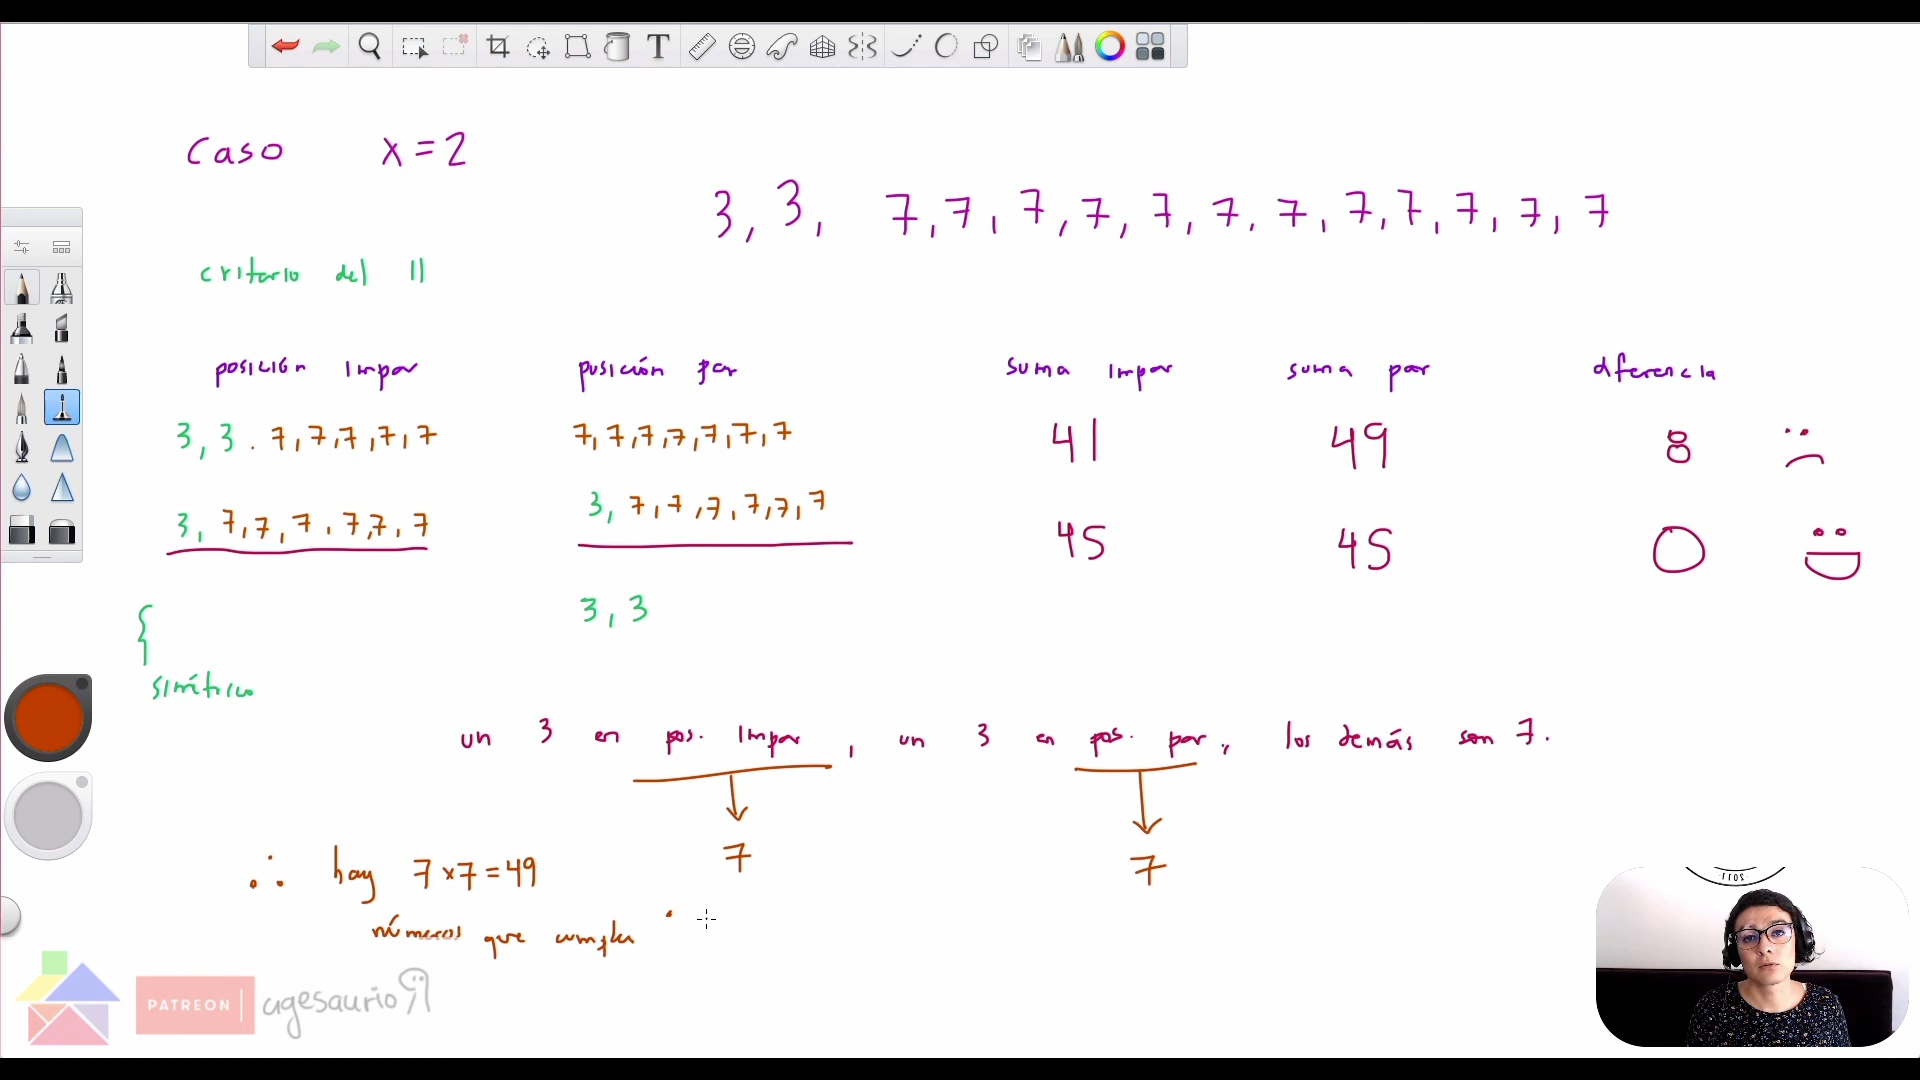 Caso x = 2
3, 3, 7, 7, 7, 7, 7, 7, 7, 7, 7, 7, 7, 7
criterio del 11
posición impar posición par suma impar suma par diferencia
3, 3. 7, 7, 7, 7, 7 7, 7, 7, 7, 7, 7, 7 41 49 8
3, 7, 7, 7, 7, 7, 7 3, 7, 7, 7, 7, 7, 7 45 45 0
3, 3
simétrico
un 3 en pos. impar, un 3 en pos. par, los demás son 7.
7 7
∴ hay 7 x 7 = 49
números que cumplen
PATREON agesaurio
2011